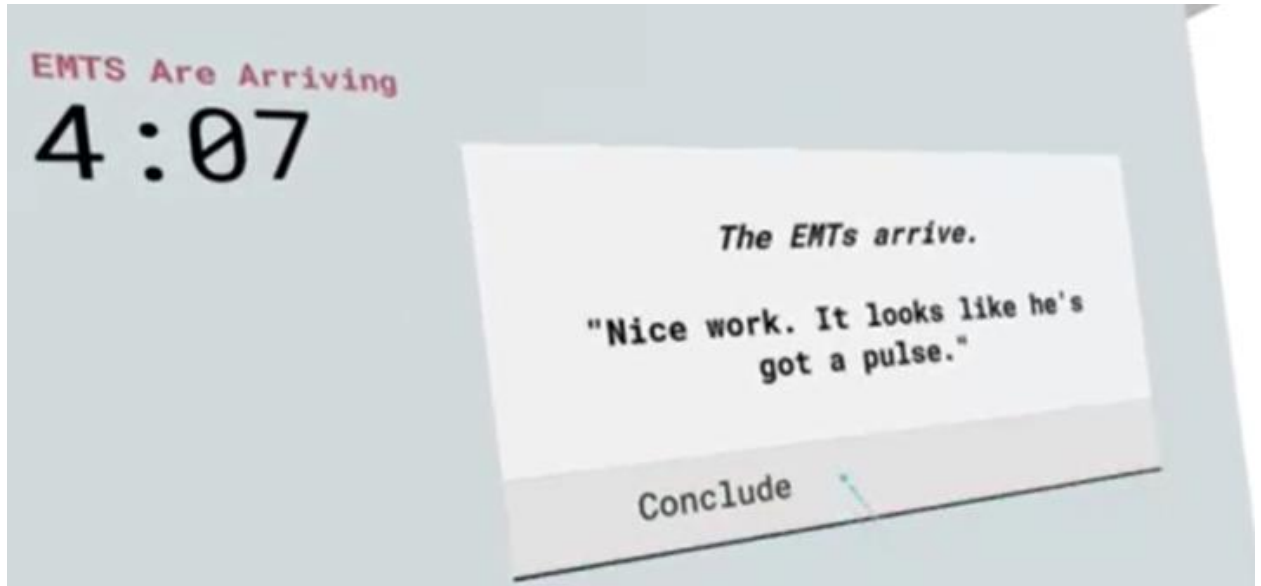 EMTS Are Arriving
4:07
The EMTs arrive.
"Nice work. It looks like he's
got a pulse."
Conclude